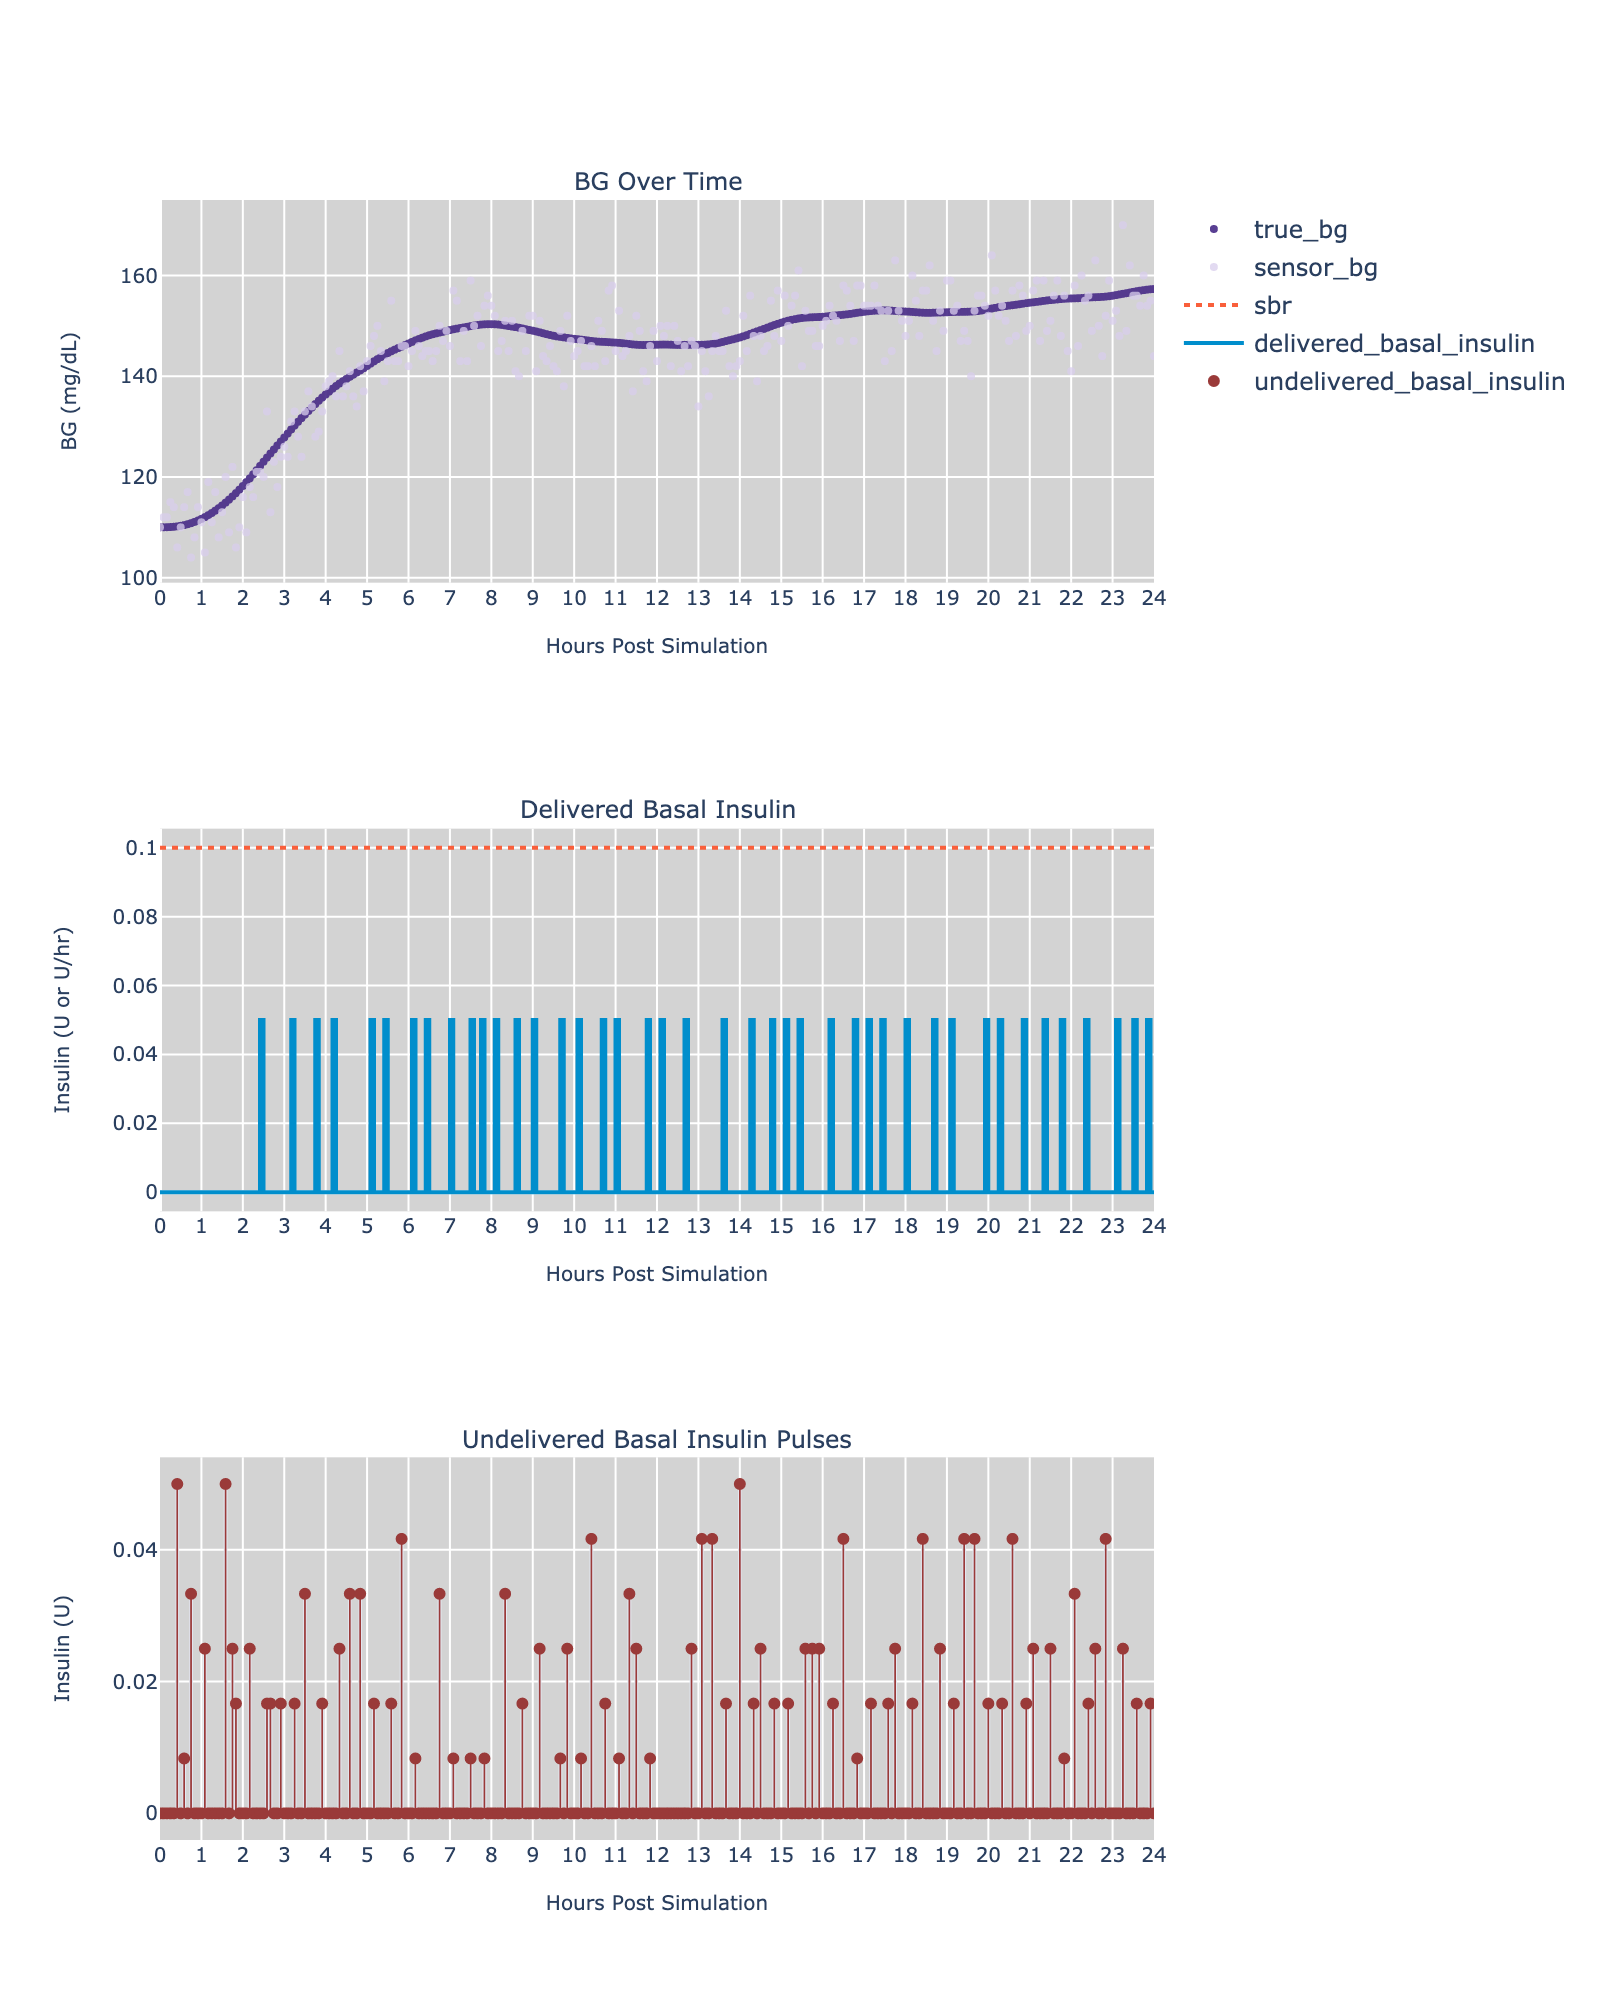 BG Over Time
true_bg
sensor_bg
sbr
delivered_basal_insulin
undelivered_basal_insulin
BG (mg/dL)
160
140
120
100
0 1 2 3 4 5 6 7 8 9 10 11 12 13 14 15 16 17 18 19 20 21 22 23 24
Hours Post Simulation
Delivered Basal Insulin
Insulin (U or U/hr)
0.1
0.08
0.06
0.04
0.02
0
0 1 2 3 4 5 6 7 8 9 10 11 12 13 14 15 16 17 18 19 20 21 22 23 24
Hours Post Simulation
Undelivered Basal Insulin Pulses
Insulin (U)
0.04
0.02
0
0 1 2 3 4 5 6 7 8 9 10 11 12 13 14 15 16 17 18 19 20 21 22 23 24
Hours Post Simulation